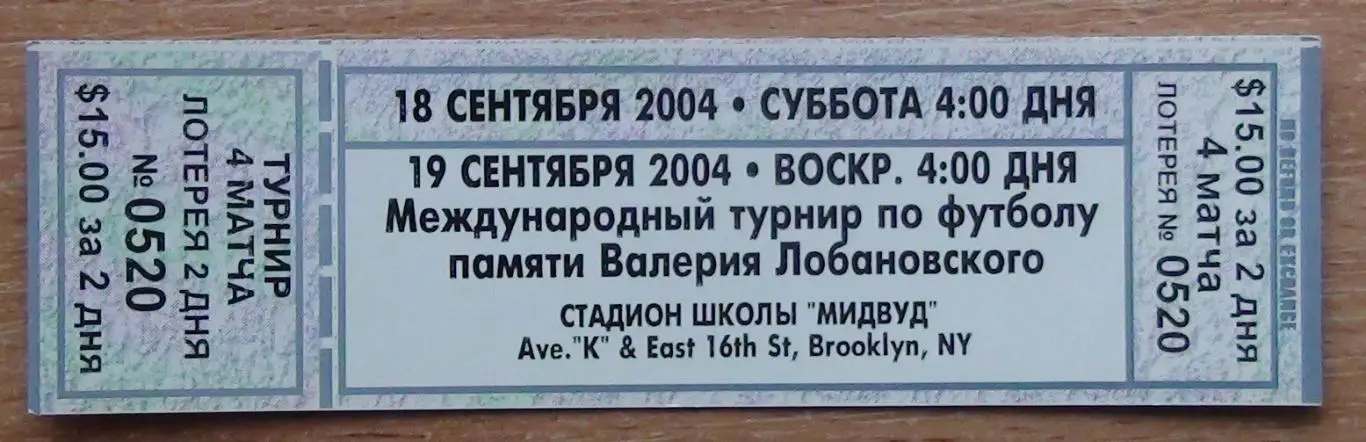 ТУРНИР
4 МАТЧА
ЛОТЕРЕЯ 2 ДНЯ
№ 0520
$15.00 за 2 дня
18 СЕНТЯБРЯ 2004 • СУББОТА 4:00 ДНЯ
19 СЕНТЯБРЯ 2004 • ВОСКР. 4:00 ДНЯ
Международный турнир по футболу
памяти Валерия Лобановского
СТАДИОН ШКОЛЫ "МИДВУД"
Ave."K" & East 16th St, Brooklyn, NY
$15.00 за 2 дня
4 матча
ЛОТЕРЕЯ № 0520
NO REFUND OR EXCHANGE